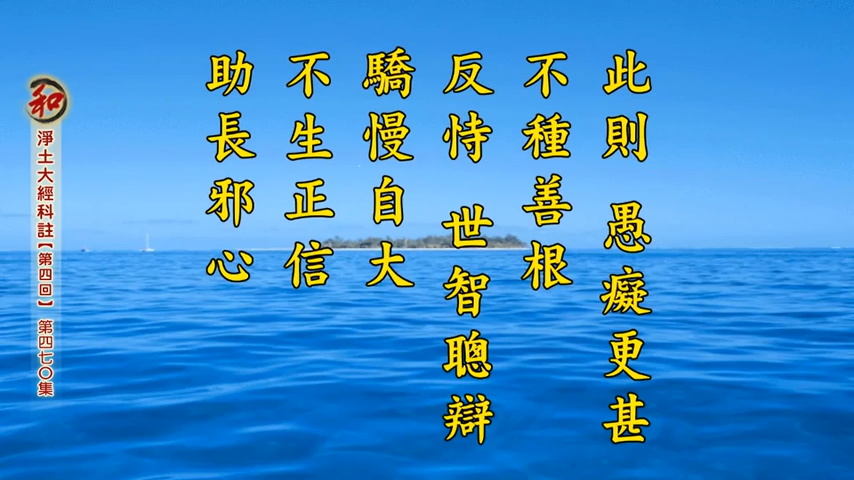 此則 愚癡更甚
不種善根
反恃 世智聰辯
驕慢自大
不生正信
助長邪心
和
淨土大經科註【第四回】 第四七〇集